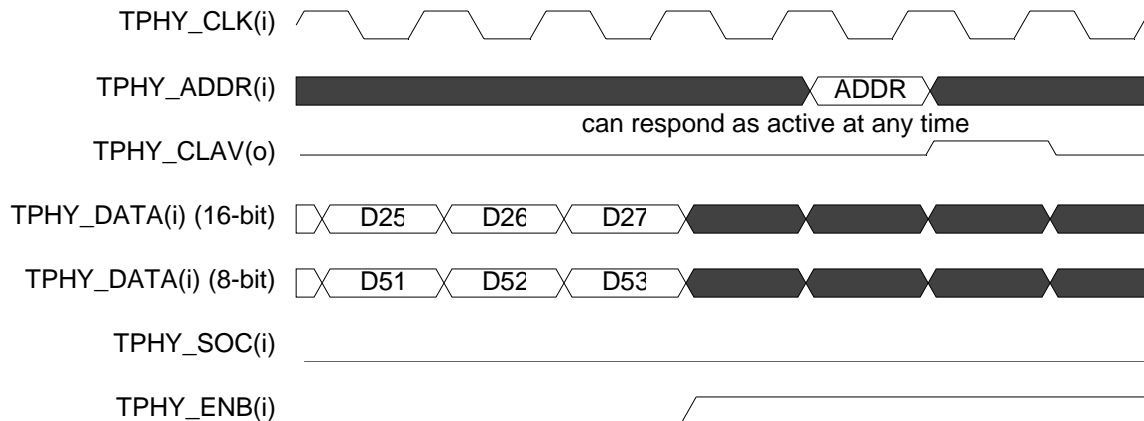 TPHY_CLK(i)
TPHY_ADDR(i) ADDR
can respond as active at any time
TPHY_CLAV(o)
TPHY_DATA(i) (16-bit) D25 D26 D27
TPHY_DATA(i) (8-bit) D51 D52 D53
TPHY_SOC(i)
TPHY_ENB(i)